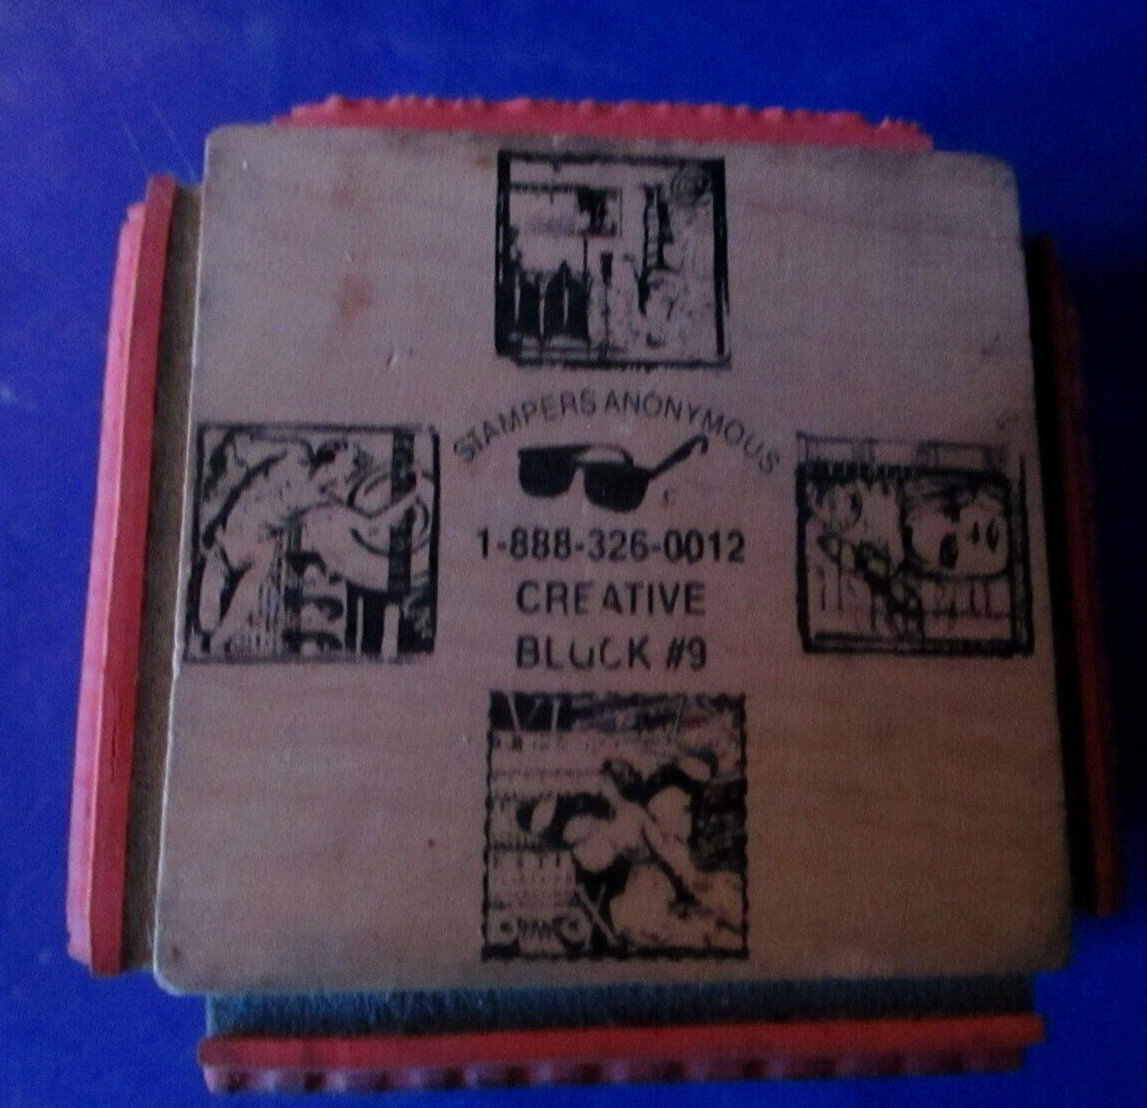 STAMPERS ANONYMOUS
1-888-326-0012
CREATIVE
BLOCK #9